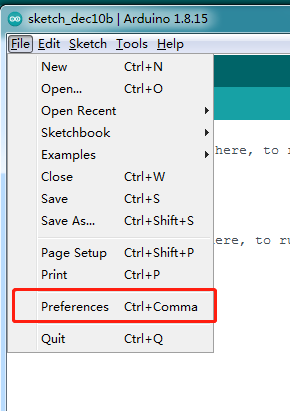 sketch_dec10b | Arduino 1.8.15
File Edit Sketch Tools Help
New Ctrl+N
Open... Ctrl+O
Open Recent
Sketchbook
Examples
here, to
Close Ctrl+W
Save Ctrl+S
Save As... Ctrl+Shift+S
Page Setup Ctrl+Shift+P
ere, to ru
Print Ctrl+P
Preferences Ctrl+Comma
Quit Ctrl+Q